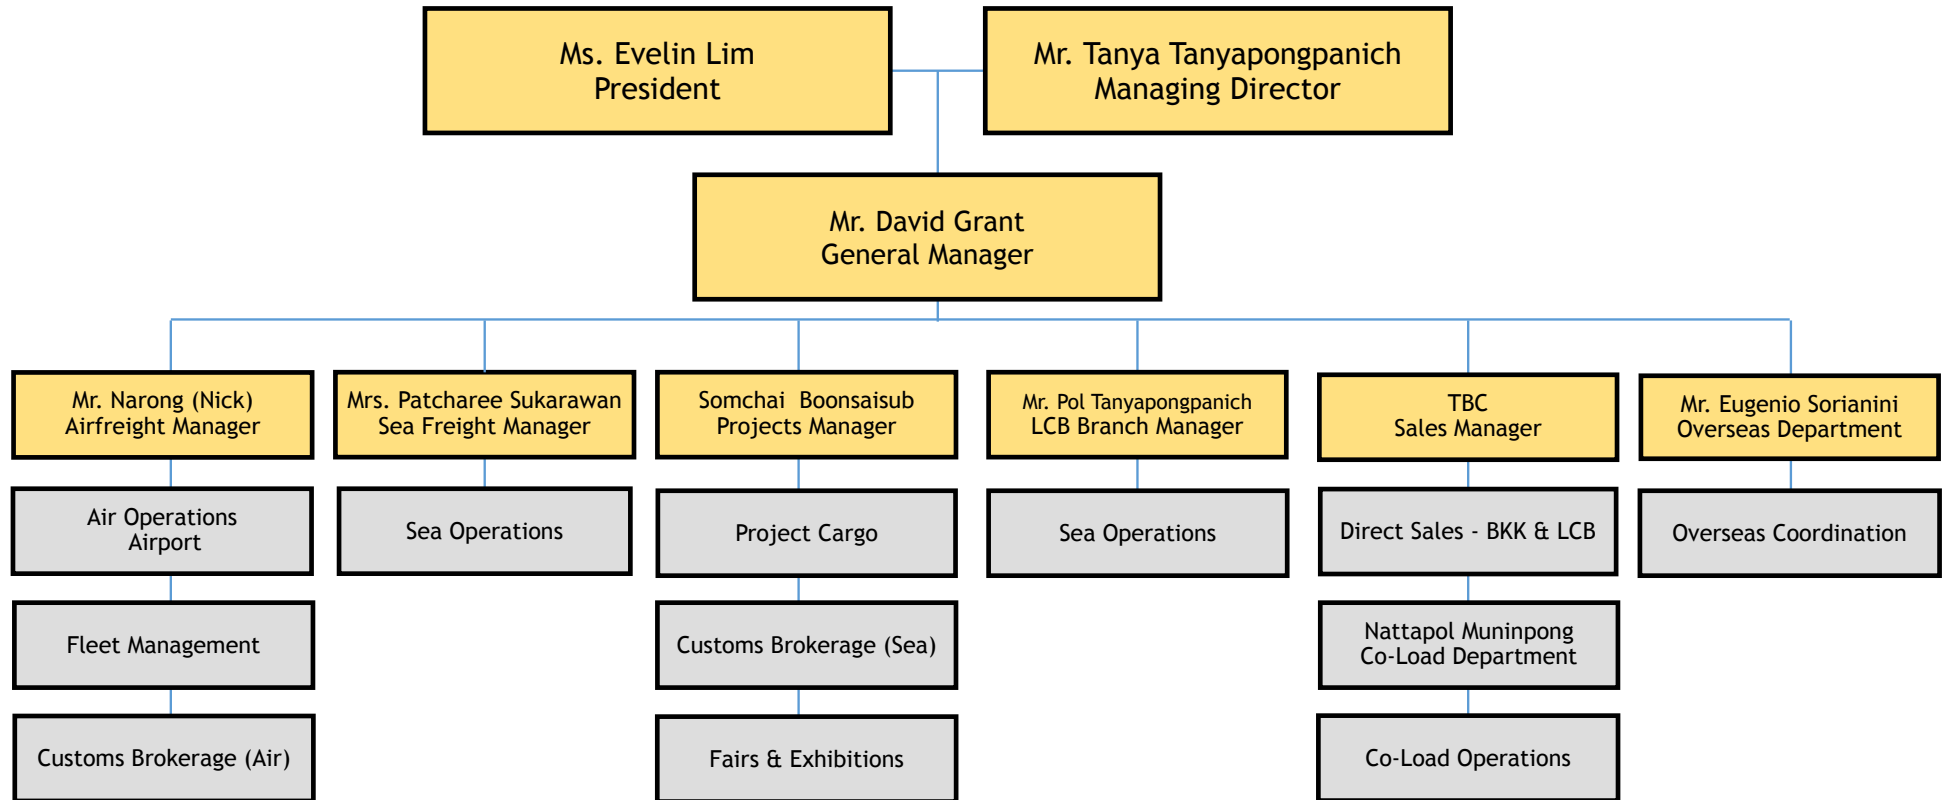 Ms. Evelin Lim
President
Mr. Tanya Tanyapongpanich
Managing Director
Mr. David Grant
General Manager
Mr. Narong (Nick)
Airfreight Manager
Mrs. Patcharee Sukarawan
Sea Freight Manager
Somchai  Boonsaisub
Projects Manager
Mr. Pol Tanyapongpanich
LCB Branch Manager
TBC
Sales Manager
Mr. Eugenio Sorianini
Overseas Department
Air Operations
Airport
Sea Operations
Project Cargo
Sea Operations
Direct Sales - BKK & LCB
Overseas Coordination
Fleet Management
Customs Brokerage (Sea)
Nattapol Muninpong
Co-Load Department
Customs Brokerage (Air)
Fairs & Exhibitions
Co-Load Operations